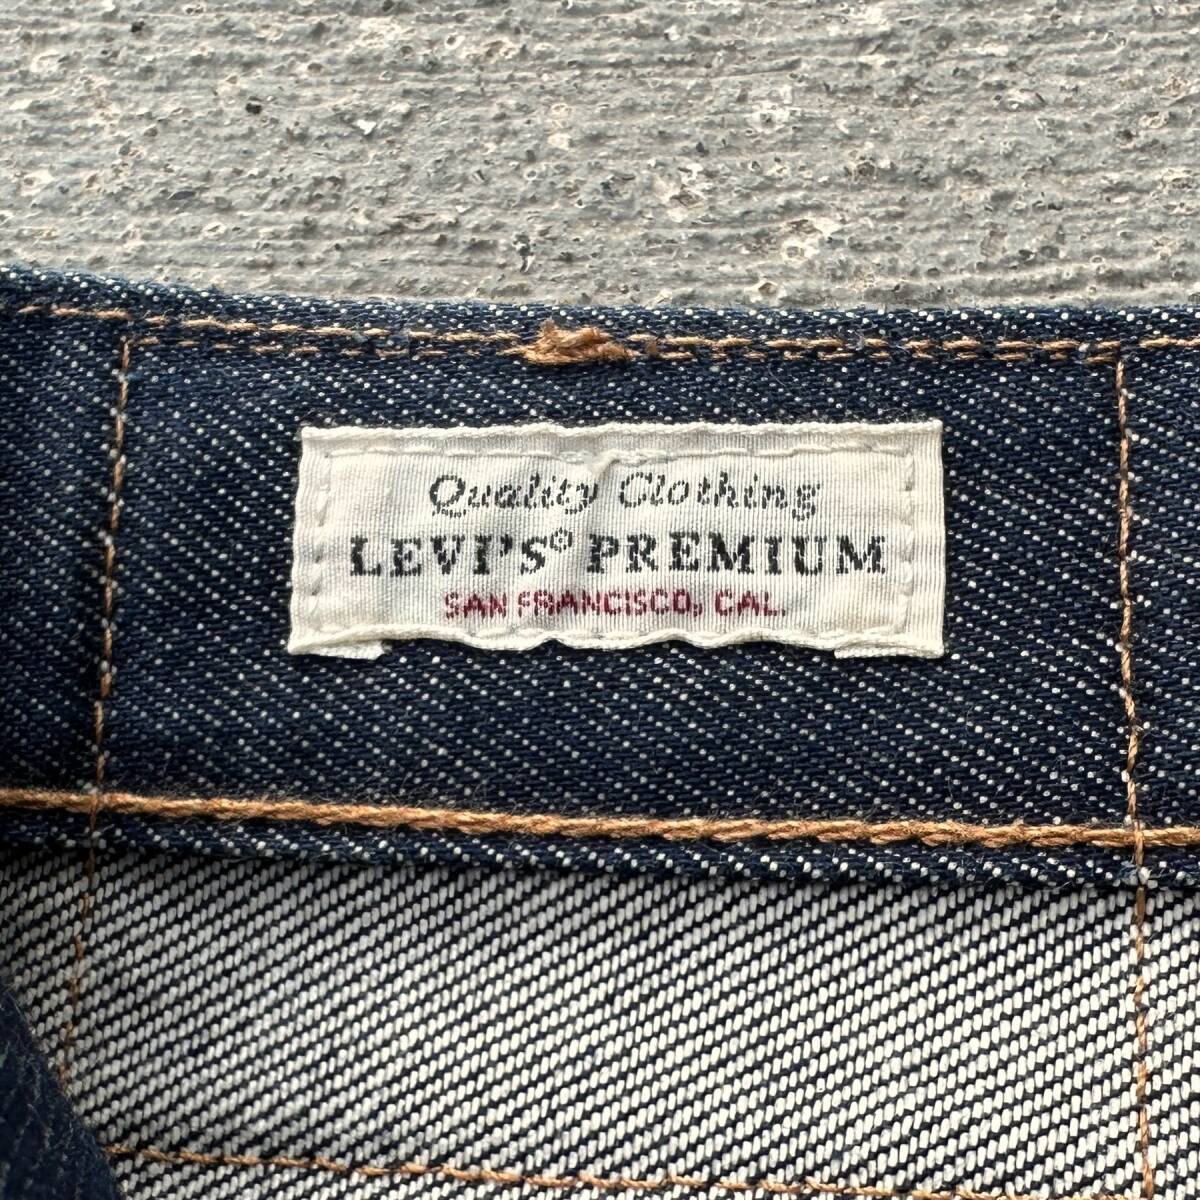 Quality Clothing
LEVI'S® PREMIUM
SAN FRANCISCO, CAL.